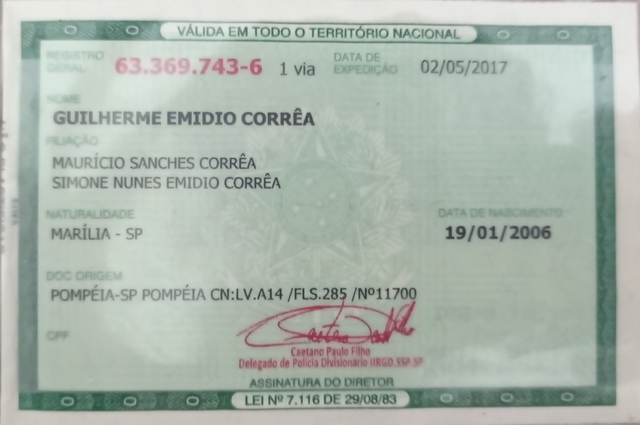 VÁLIDA EM TODO O TERRITÓRIO NACIONAL
REGISTRO GERAL 63.369.743-6 1 via DATA DE EXPEDIÇÃO 02/05/2017
NOME
GUILHERME EMIDIO CORRÊA
FILIAÇÃO
MAURÍCIO SANCHES CORRÊA
SIMONE NUNES EMIDIO CORRÊA
NATURALIDADE DATA DE NASCIMENTO
MARÍLIA - SP 19/01/2006
DOC ORIGEM
POMPÉIA-SP POMPÉIA CN:LV.A14 /FLS.285 /Nº11700
CPF
Caetano Paulo Filho
Delegado de Polícia Divisionário IIRGD.SSP.SP
ASSINATURA DO DIRETOR
LEI Nº 7.116 DE 29/08/83